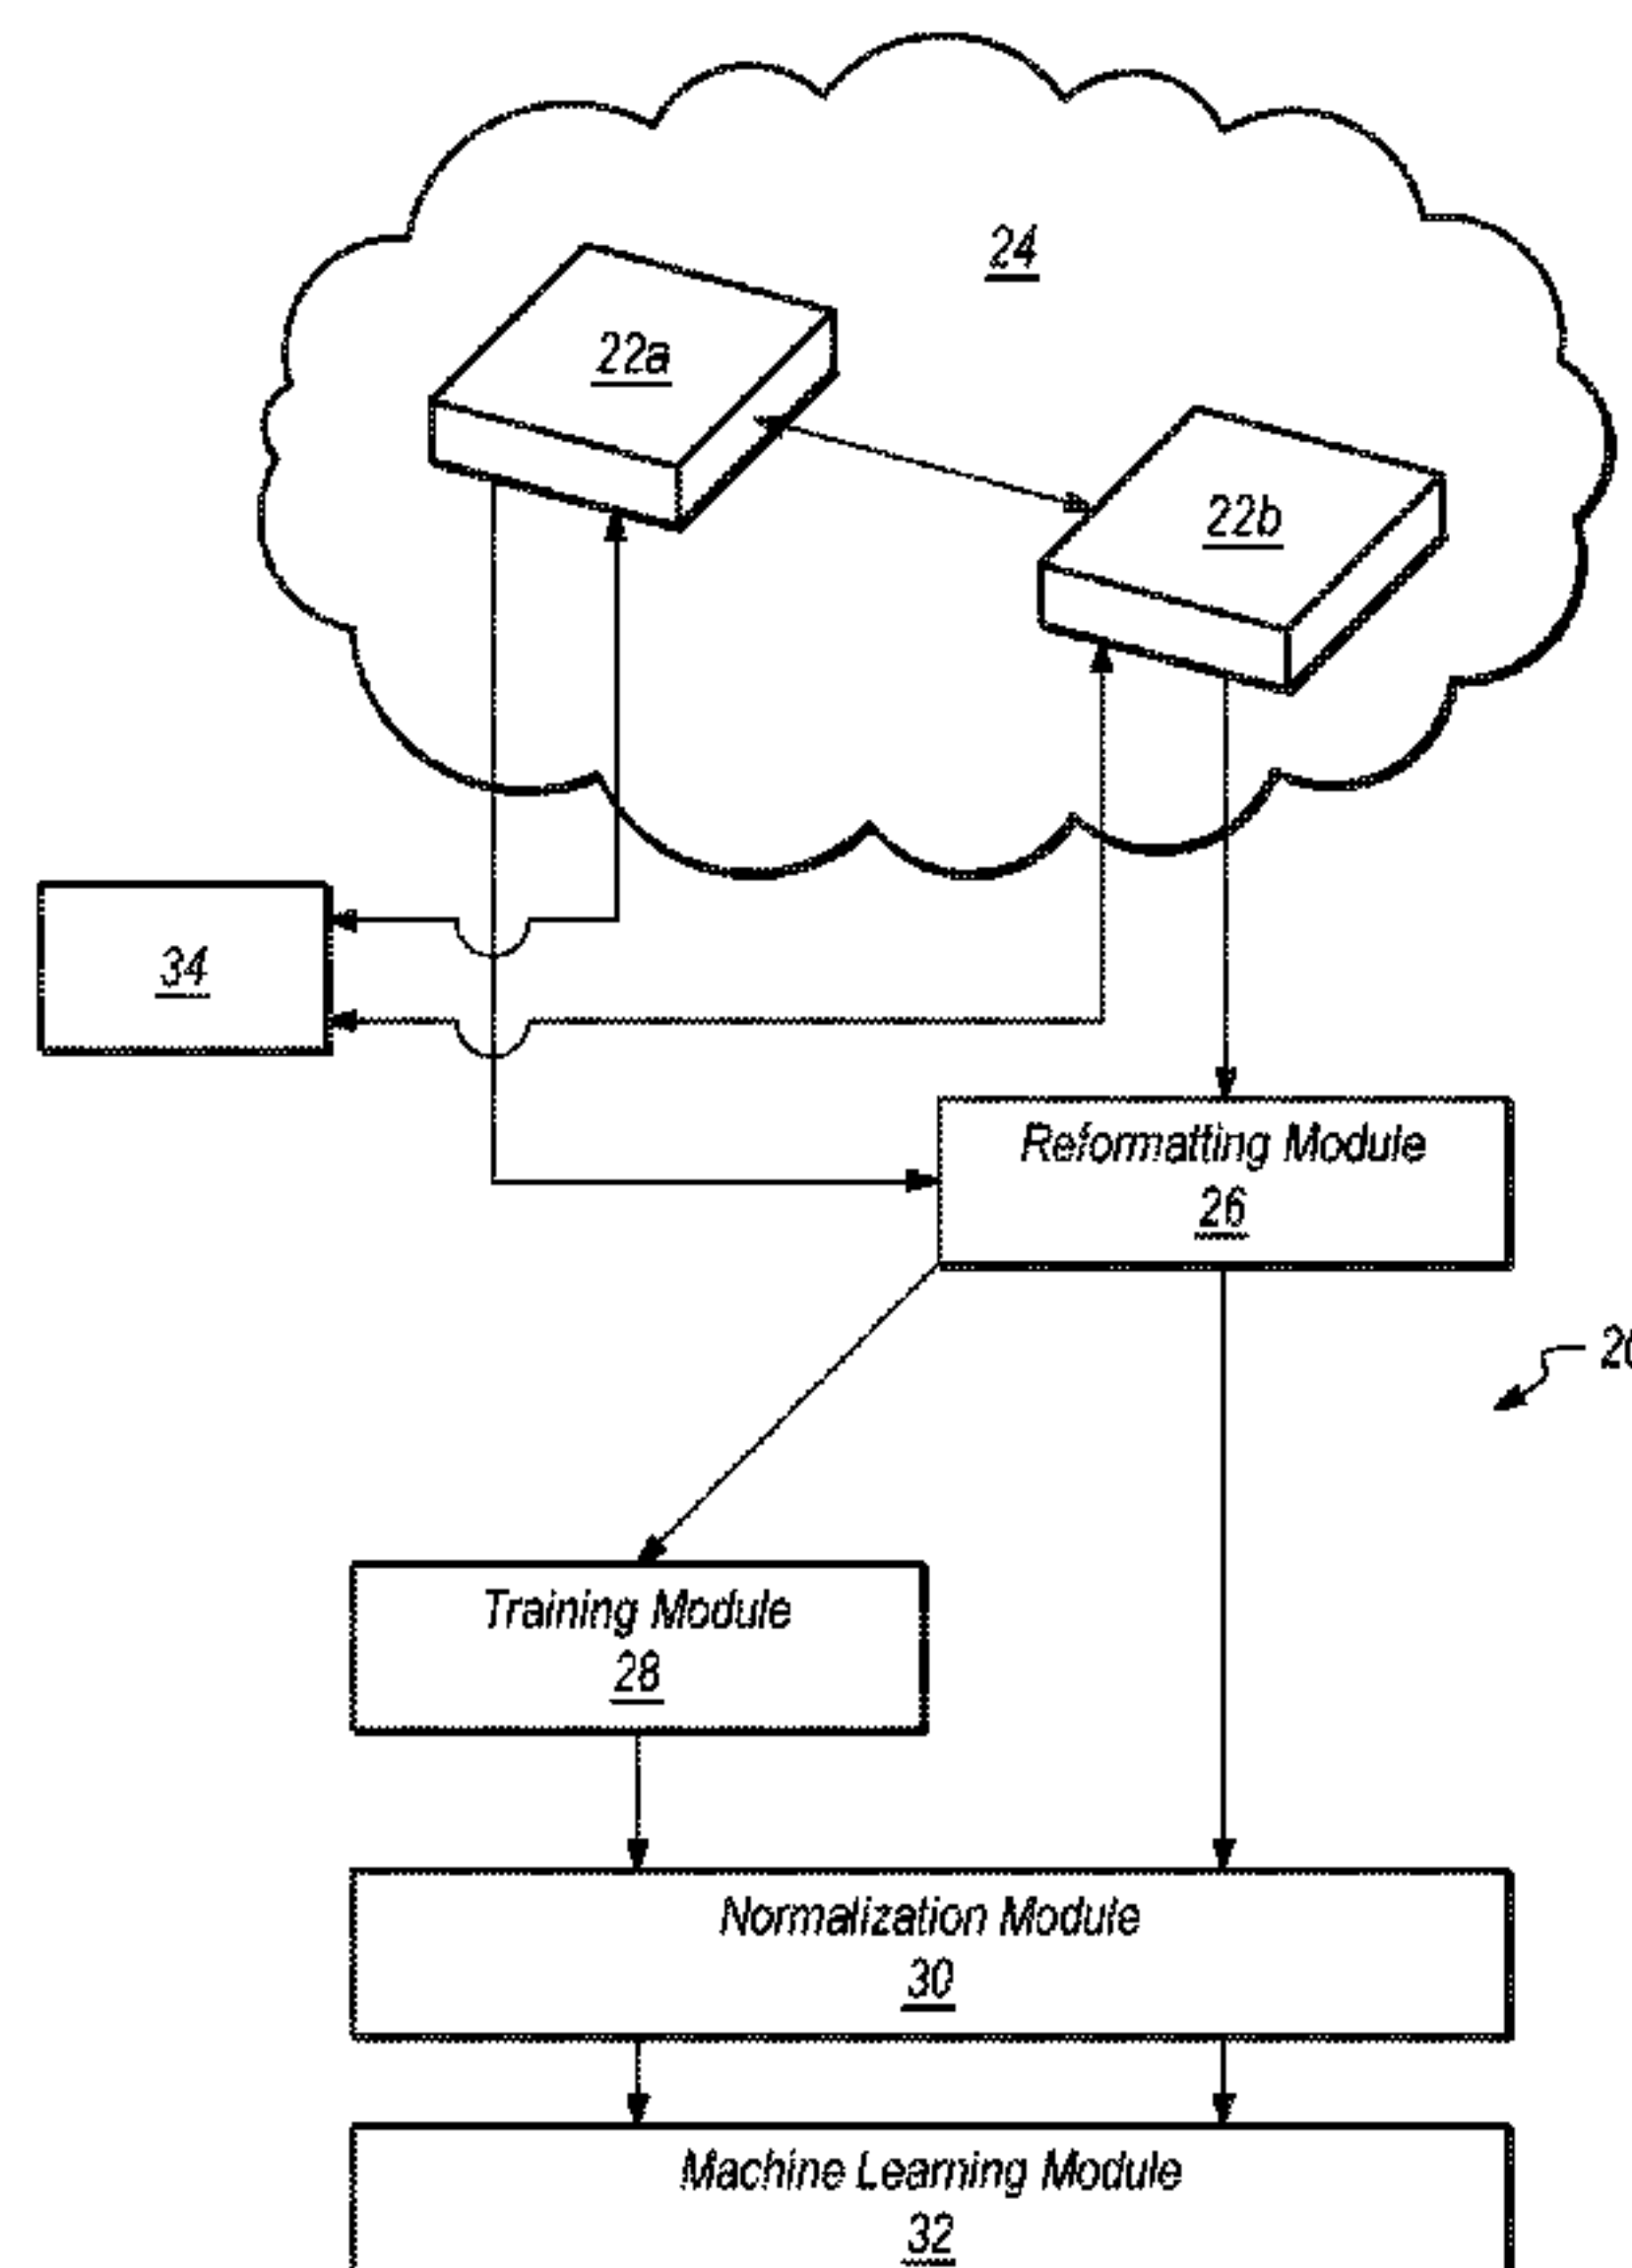 24
22a
22b
34
Reformatting Module
26
Training Module
28
Normalization Module
30
Machine Learning Module
32